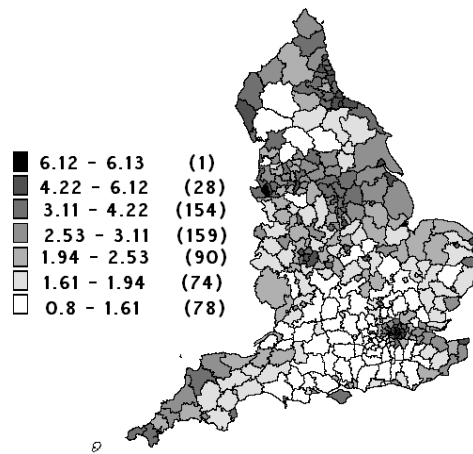 6.12 - 6.13 (1)
4.22 - 6.12 (28)
3.11 - 4.22 (154)
2.53 - 3.11 (159)
1.94 - 2.53 (90)
1.61 - 1.94 (74)
0.8 - 1.61 (78)